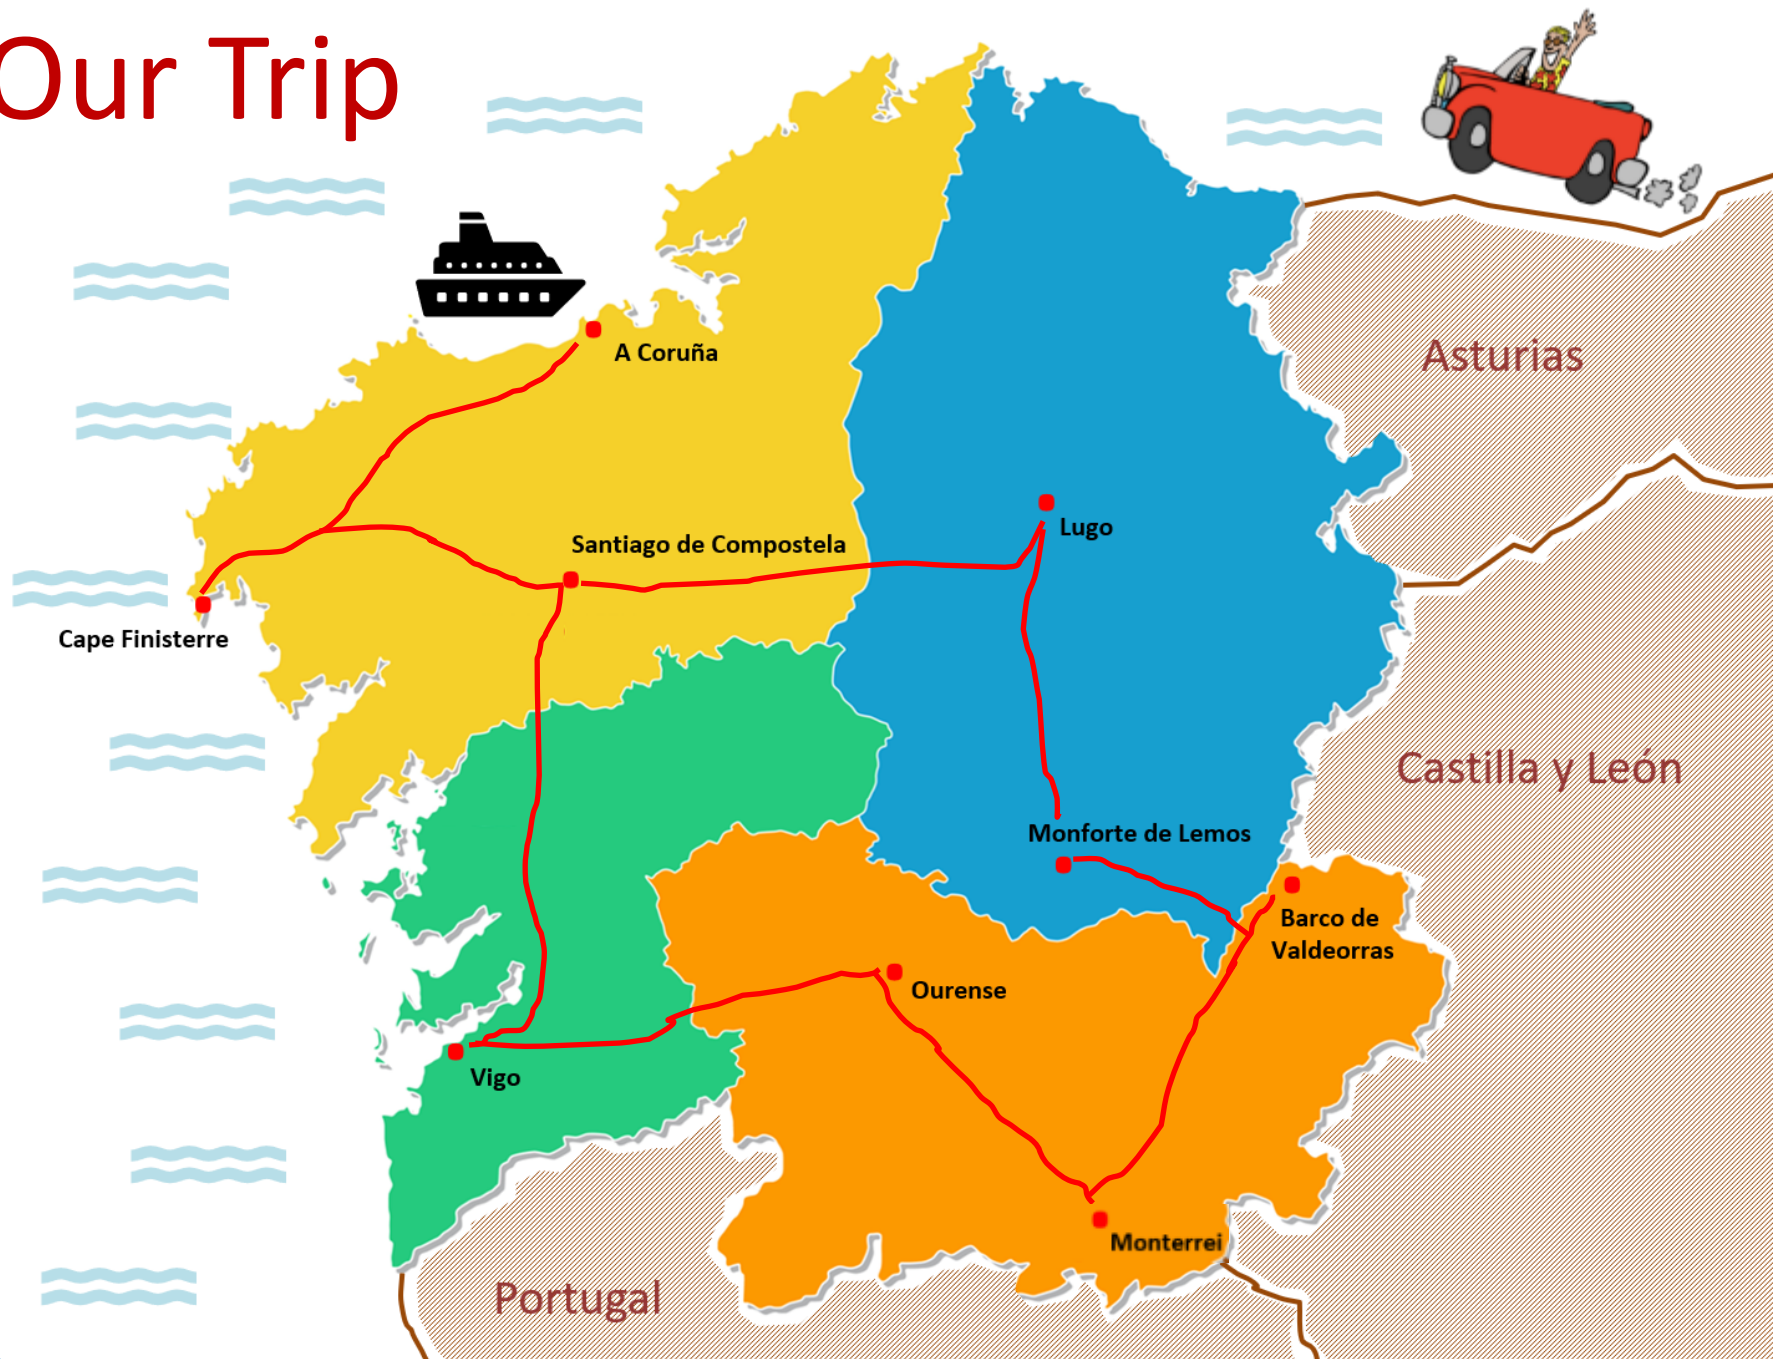 Our Trip
A Coruña
Asturias
Lugo
Santiago de Compostela
Cape Finisterre
Castilla y León
Monforte de Lemos
Barco de
Valdeorras
Ourense
Vigo
Monterrei
Portugal